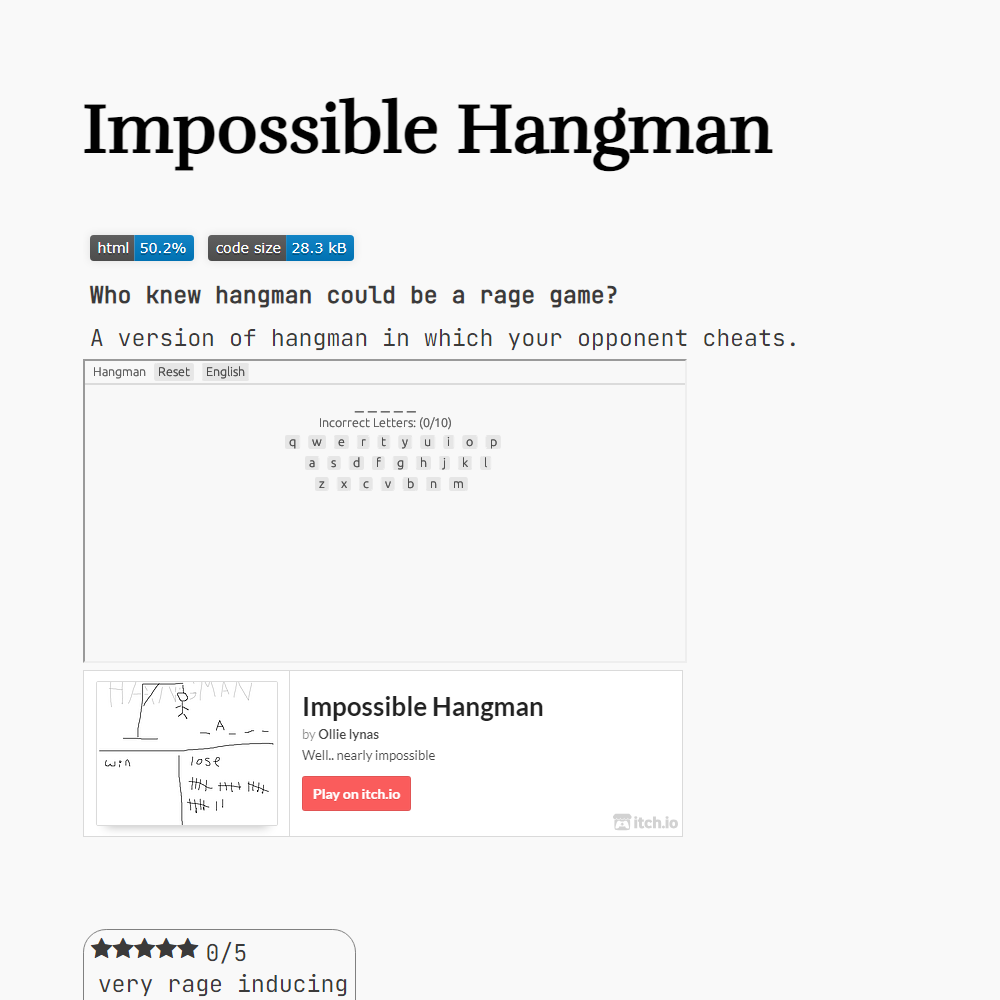 Impossible Hangman
html 50.2% code size 28.3 kB
Who knew hangman could be a rage game?
A version of hangman in which your opponent cheats.
Hangman Reset English
_ _ _ _ _
Incorrect Letters: (0/10)
q w e r t y u i o p
a s d f g h j k l
z x c v b n m
HANGMAN
_ A _ _ _
win lose
Impossible Hangman
by Ollie lynas
Well.. nearly impossible
Play on itch.io
itch.io
★★★★★ 0/5
very rage inducing